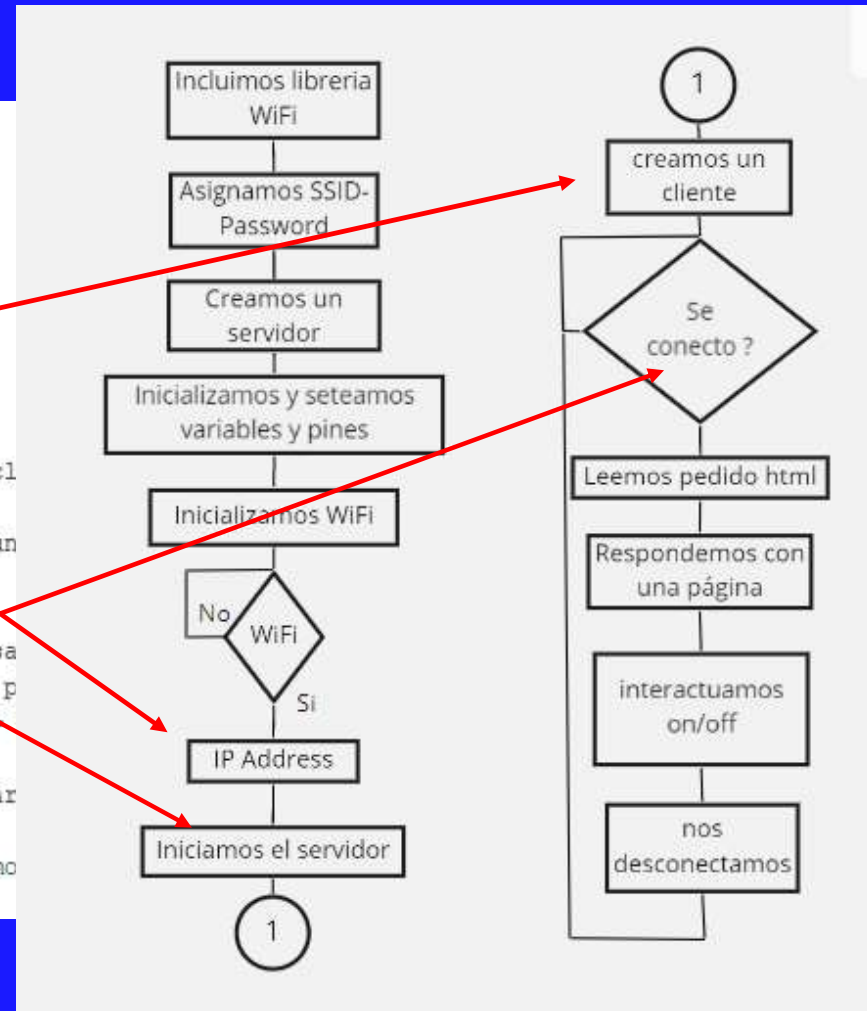 Incluimos libreria
WiFi
Asignamos SSID-
Password
Creamos un
servidor
Inicializamos y seteamos
variables y pines
Inicializamos WiFi
No
WiFi
Si
IP Address
Iniciamos el servidor
1
1
creamos un
cliente
Se
conecto ?
Leemos pedido html
Respondemos con
una página
interactuamos
on/off
nos
desconectamos